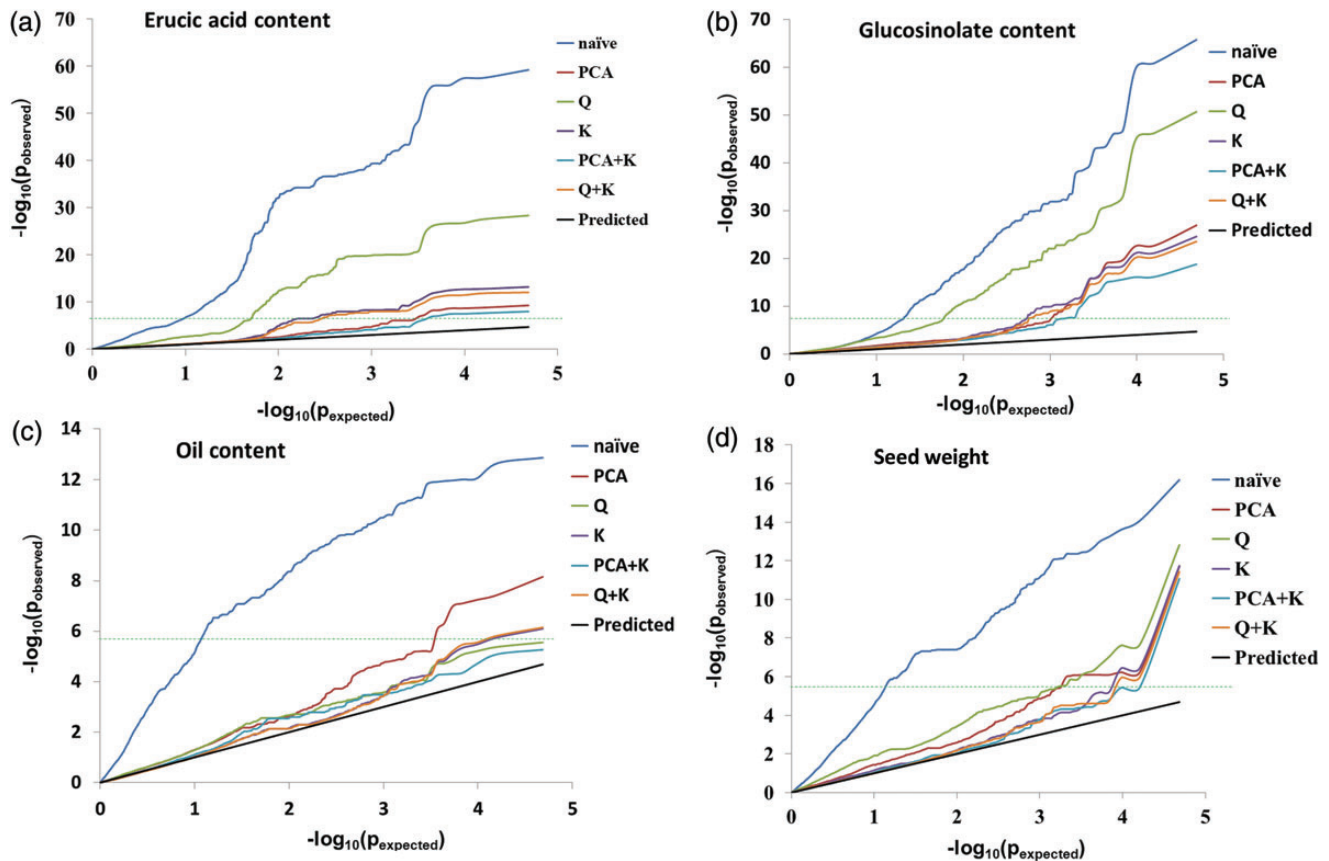 (a)
Erucic acid content
70
60
50
40
30
20
10
0
-log10(pobserved)
0 1 2 3 4 5
-log10(pexpected)
naïve
PCA
Q
K
PCA+K
Q+K
Predicted
(b)
Glucosinolate content
70
60
50
40
30
20
10
0
-log10(pobserved)
0 1 2 3 4 5
-log10(pexpected)
naïve
PCA
Q
K
PCA+K
Q+K
Predicted
(c)
Oil content
14
12
10
8
6
4
2
0
-log10(pobserved)
0 1 2 3 4 5
-log10(pexpected)
naïve
PCA
Q
K
PCA+K
Q+K
Predicted
(d)
Seed weight
18
16
14
12
10
8
6
4
2
0
-log10(pobserved)
0 1 2 3 4 5
-log10(pexpected)
naïve
PCA
Q
K
PCA+K
Q+K
Predicted